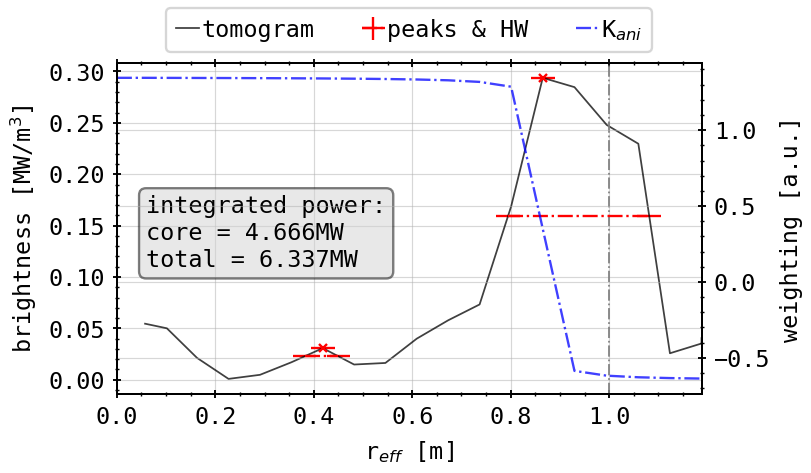 tomogram peaks & HW K_ani
0.30
0.25
0.20
0.15
0.10
0.05
0.00
brightness [MW/m³]
integrated power:
core = 4.666MW
total = 6.337MW
1.0
0.5
0.0
−0.5
weighting [a.u.]
0.0 0.2 0.4 0.6 0.8 1.0
r_eff [m]